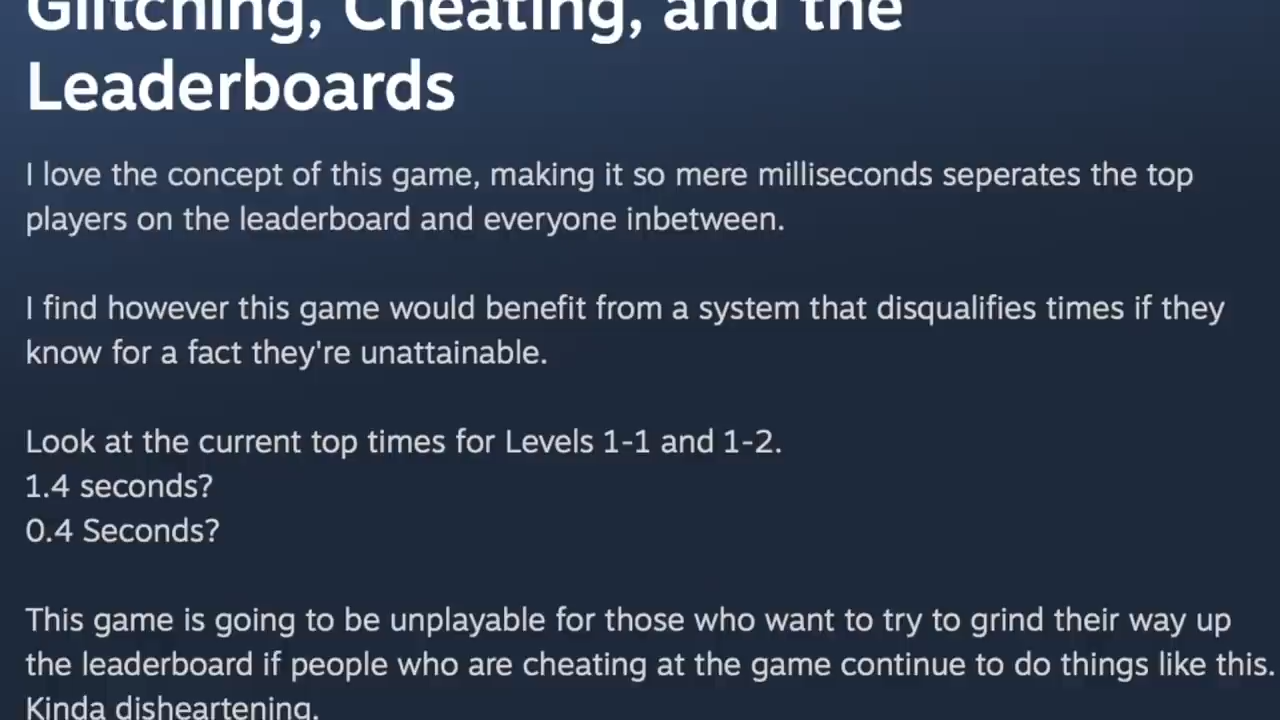 Glitching, Cheating, and the
Leaderboards
I love the concept of this game, making it so mere milliseconds seperates the top
players on the leaderboard and everyone inbetween.
I find however this game would benefit from a system that disqualifies times if they
know for a fact they're unattainable.
Look at the current top times for Levels 1-1 and 1-2.
1.4 seconds?
0.4 Seconds?
This game is going to be unplayable for those who want to try to grind their way up
the leaderboard if people who are cheating at the game continue to do things like this.
Kinda disheartening.